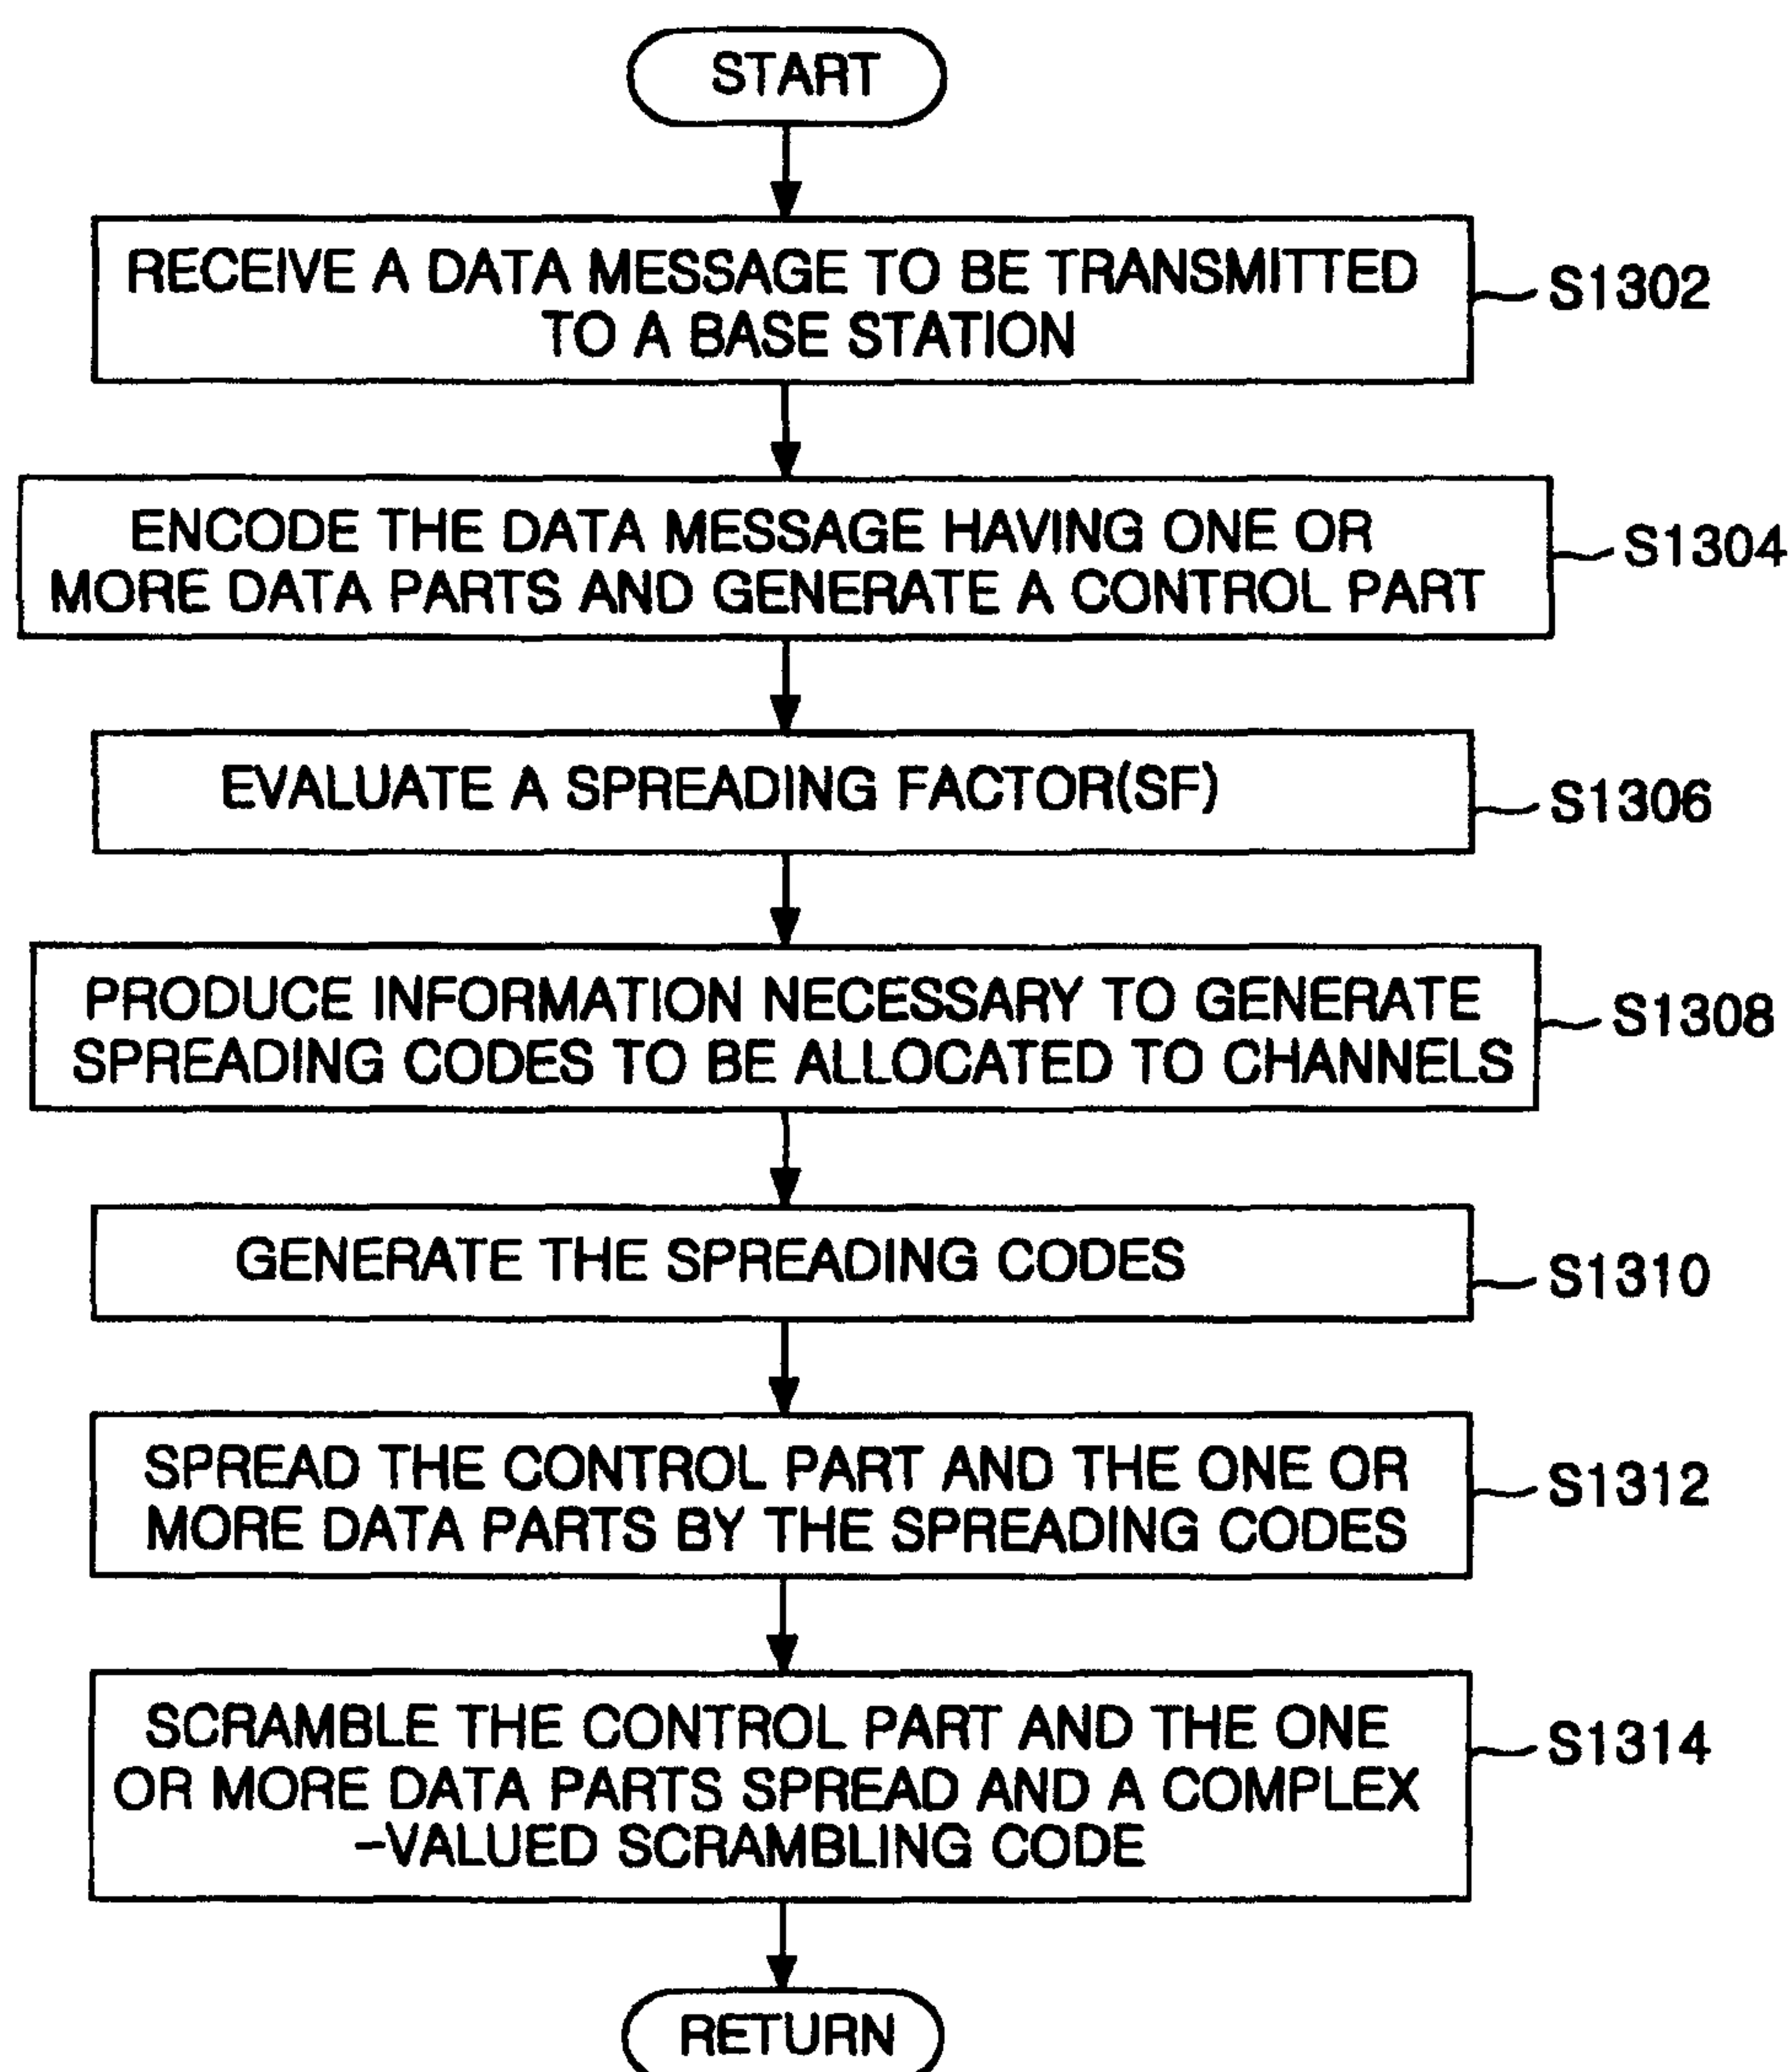 START
RECEIVE A DATA MESSAGE TO BE TRANSMITTED
TO A BASE STATION
S1302
ENCODE THE DATA MESSAGE HAVING ONE OR
MORE DATA PARTS AND GENERATE A CONTROL PART
S1304
EVALUATE A SPREADING FACTOR(SF)
S1306
PRODUCE INFORMATION NECESSARY TO GENERATE
SPREADING CODES TO BE ALLOCATED TO CHANNELS
S1308
GENERATE THE SPREADING CODES
S1310
SPREAD THE CONTROL PART AND THE ONE OR
MORE DATA PARTS BY THE SPREADING CODES
S1312
SCRAMBLE THE CONTROL PART AND THE ONE
OR MORE DATA PARTS SPREAD AND A COMPLEX
-VALUED SCRAMBLING CODE
S1314
RETURN